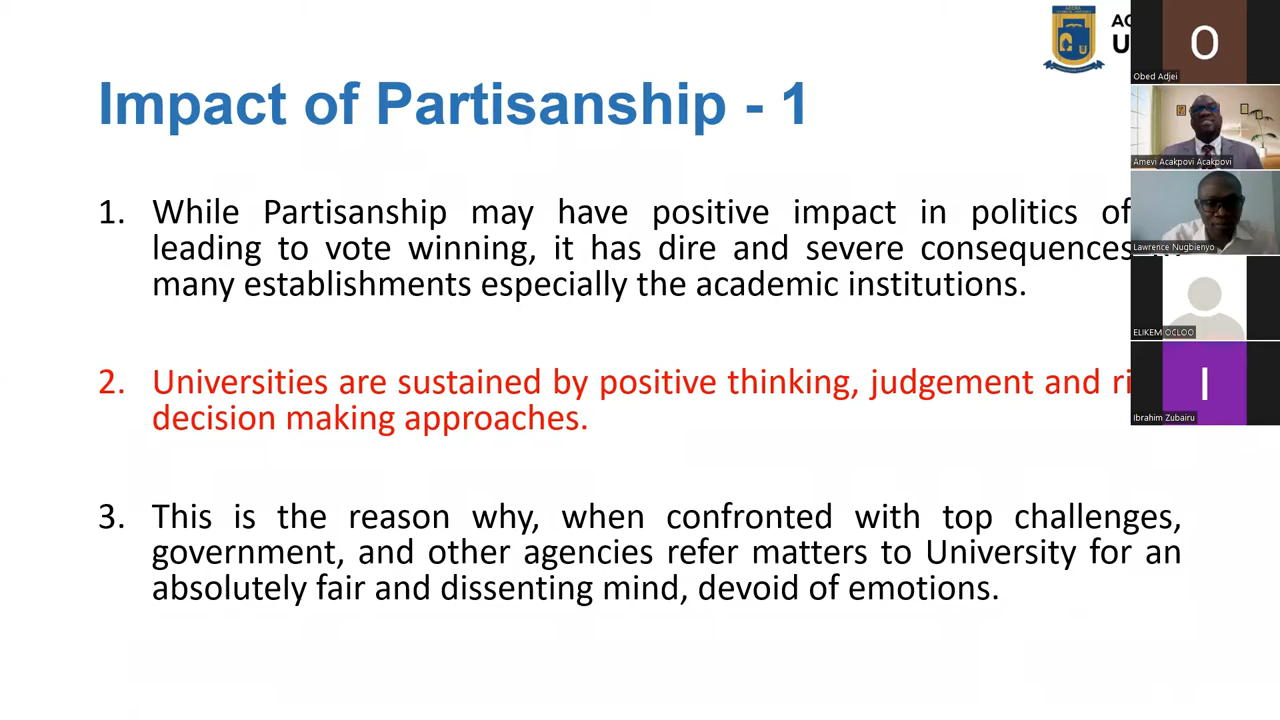 Impact of Partisanship - 1
1. While Partisanship may have positive impact in politics of
leading to vote winning, it has dire and severe consequences
many establishments especially the academic institutions.
2. Universities are sustained by positive thinking, judgement and
decision making approaches.
3. This is the reason why, when confronted with top challenges,
government, and other agencies refer matters to University for an
absolutely fair and dissenting mind, devoid of emotions.
O
Obed Adjei
Amevi Acakpovi Acakpovi
Lawrence Nugbienyo
ELIKEM OCLOO
I
Ibrahim Zubairu